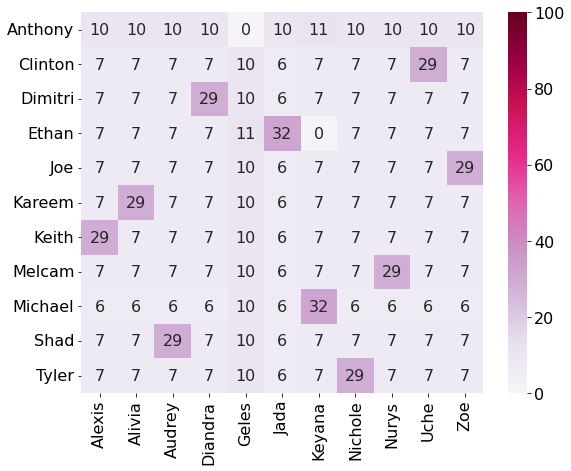 Anthony 10 10 10 10 0 10 11 10 10 10 10
Clinton 7 7 7 7 10 6 7 7 7 29 7
Dimitri 7 7 7 29 10 6 7 7 7 7 7
Ethan 7 7 7 7 11 32 0 7 7 7 7
Joe 7 7 7 7 10 6 7 7 7 7 29
Kareem 7 29 7 7 10 6 7 7 7 7 7
Keith 29 7 7 7 10 6 7 7 7 7 7
Melcam 7 7 7 7 10 6 7 7 29 7 7
Michael 6 6 6 6 10 6 32 6 6 6 6
Shad 7 7 29 7 10 6 7 7 7 7 7
Tyler 7 7 7 7 10 6 7 29 7 7 7
Alexis Alivia Audrey Diandra Geles Jada Keyana Nichole Nurys Uche Zoe
100
80
60
40
20
0